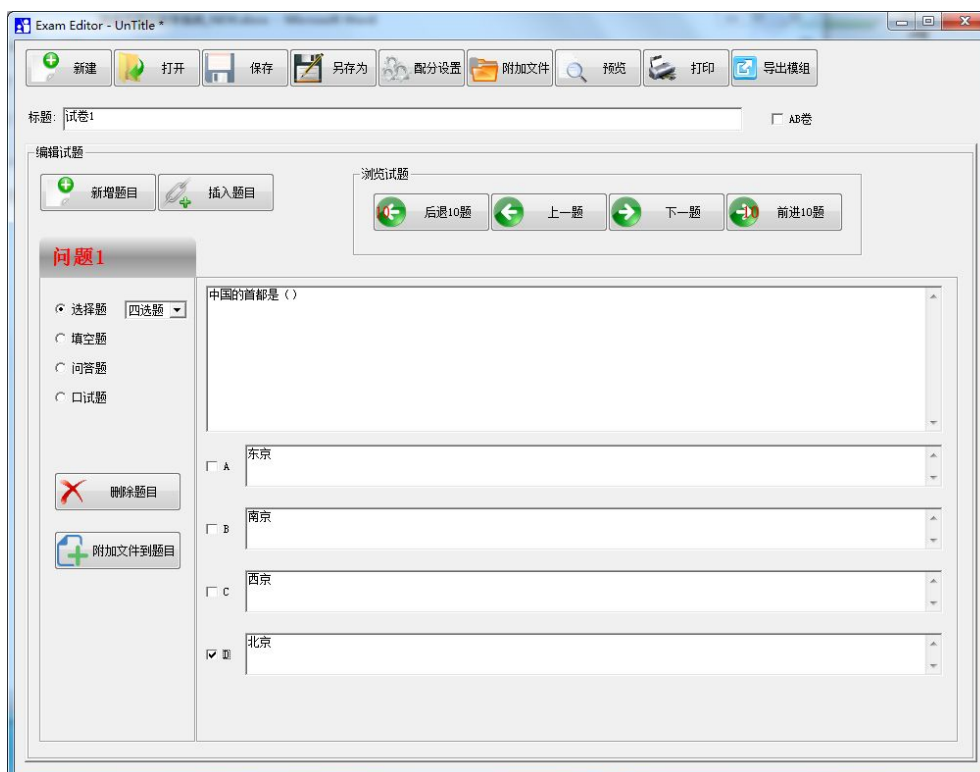 Exam Editor - UnTitle *
新建 打开 保存 另存为 配分设置 附加文件 预览 打印 导出模组
标题: 试卷1 AB卷
编辑试题
新增题目 插入题目
浏览试题
后退10题 上一题 下一题 前进10题
问题1
选择题 四选题
填空题
问答题
口试题
删除题目
附加文件到题目
中国的首都是（）
A 东京
B 南京
C 西京
D 北京